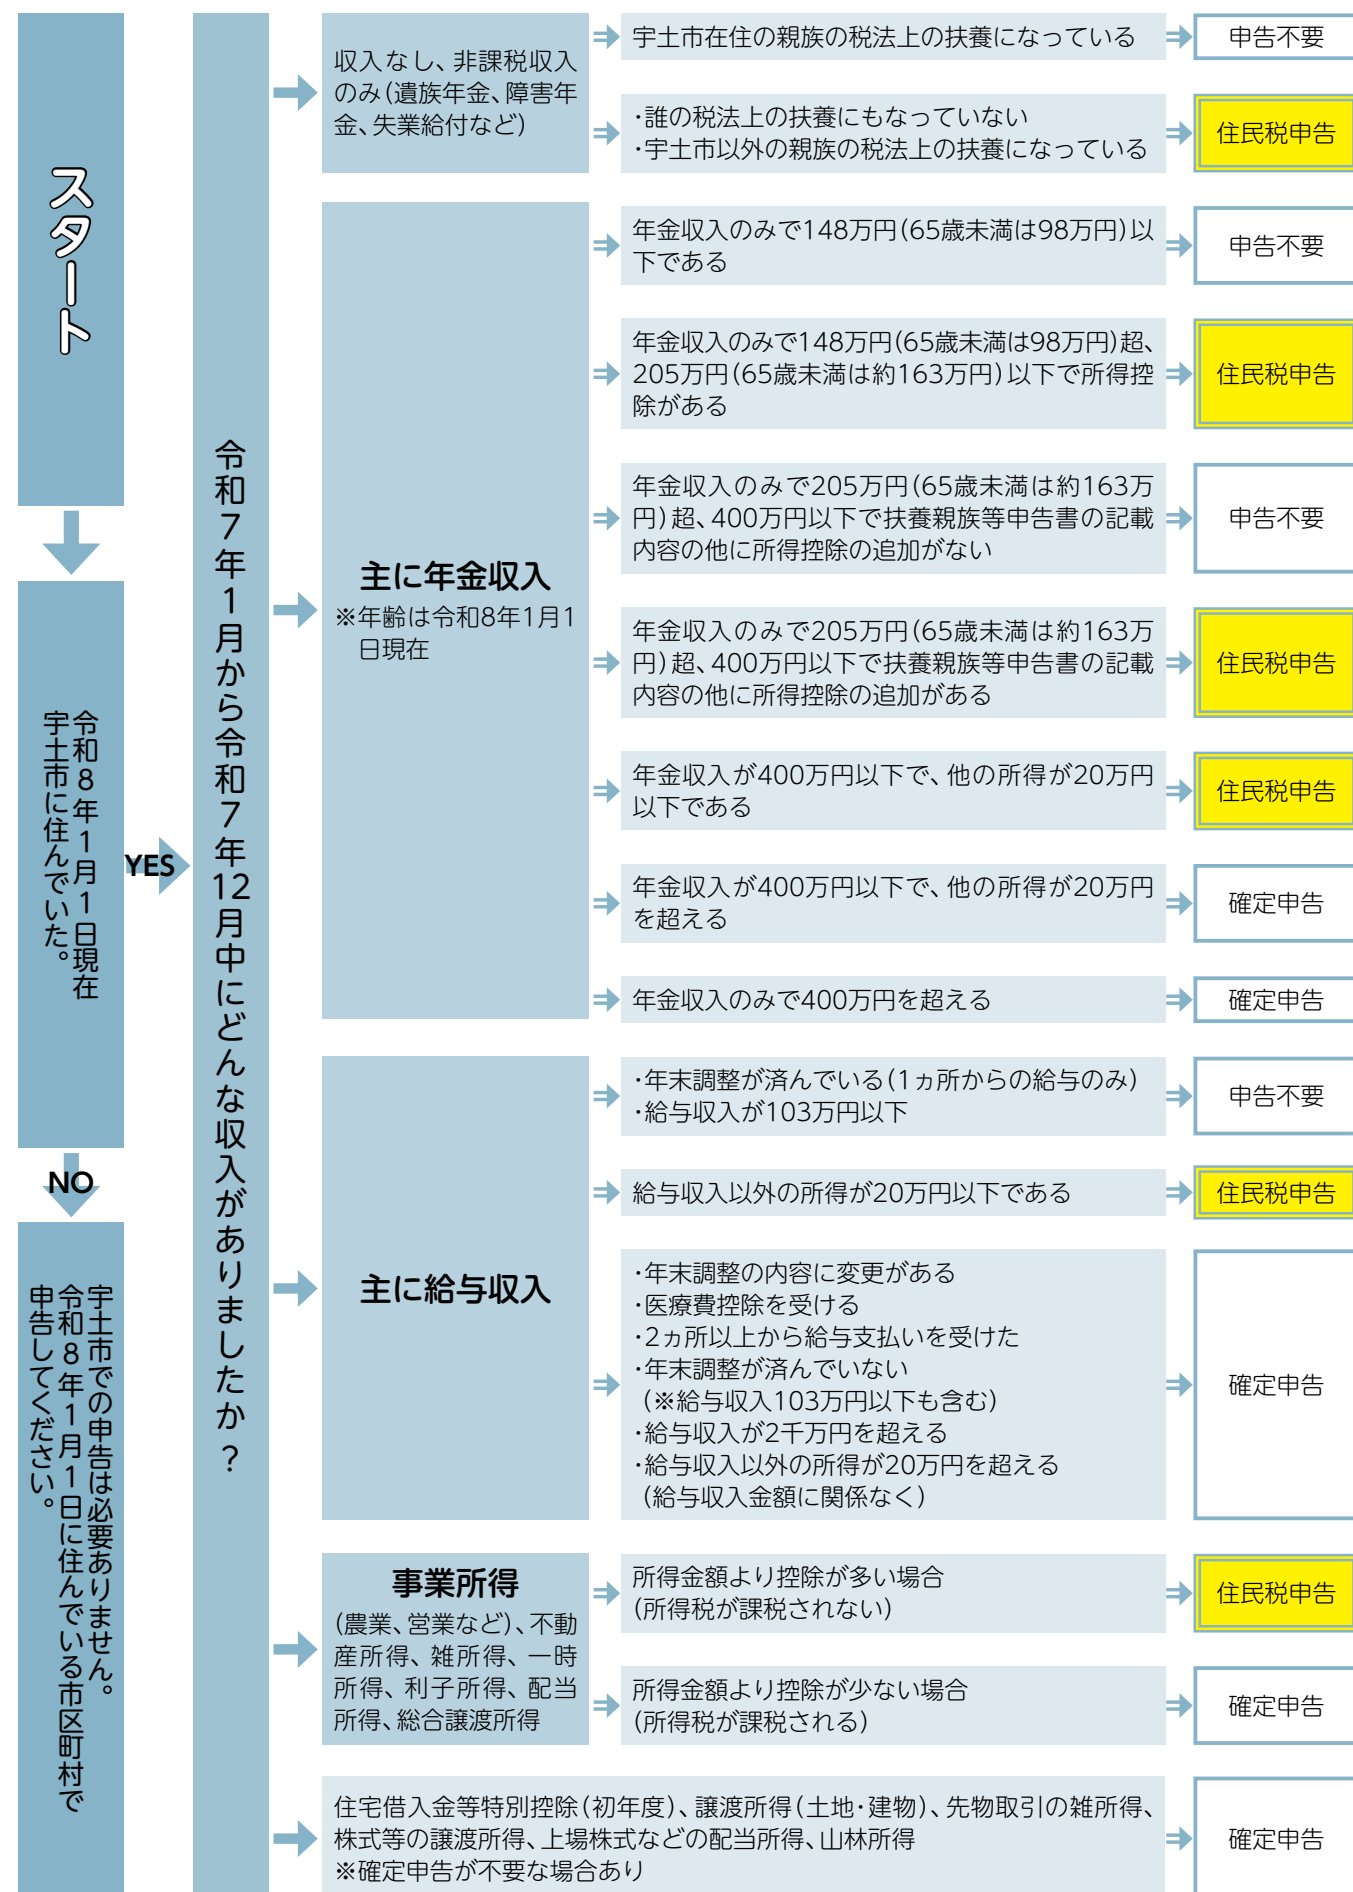 スタート
令和8年1月1日現在
宇土市に住んでいた。
YES
NO
宇土市での申告は必要ありません。
令和8年1月1日に住んでいる市区町村で
申告してください。
令和7年1月から令和7年12月中にどんな収入がありましたか？
収入なし、非課税収入
のみ(遺族年金、障害年
金、失業給付など)
宇土市在住の親族の税法上の扶養になっている
申告不要
・誰の税法上の扶養にもなっていない
・宇土市以外の親族の税法上の扶養になっている
住民税申告
主に年金収入
※年齢は令和8年1月1
日現在
年金収入のみで148万円(65歳未満は98万円)以
下である
申告不要
年金収入のみで148万円(65歳未満は98万円)超、
205万円(65歳未満は約163万円)以下で所得控
除がある
住民税申告
年金収入のみで205万円(65歳未満は約163万
円)超、400万円以下で扶養親族等申告書の記載
内容の他に所得控除の追加がない
申告不要
年金収入のみで205万円(65歳未満は約163万
円)超、400万円以下で扶養親族等申告書の記載
内容の他に所得控除の追加がある
住民税申告
年金収入が400万円以下で、他の所得が20万円
以下である
住民税申告
年金収入が400万円以下で、他の所得が20万円
を超える
確定申告
年金収入のみで400万円を超える
確定申告
主に給与収入
・年末調整が済んでいる(1ヵ所からの給与のみ)
・給与収入が103万円以下
申告不要
給与収入以外の所得が20万円以下である
住民税申告
・年末調整の内容に変更がある
・医療費控除を受ける
・2ヵ所以上から給与支払いを受けた
・年末調整が済んでいない
(※給与収入103万円以下も含む)
・給与収入が2千万円を超える
・給与収入以外の所得が20万円を超える
(給与収入金額に関係なく)
確定申告
事業所得
(農業、営業など)、不動
産所得、雑所得、一時
所得、利子所得、配当
所得、総合譲渡所得
所得金額より控除が多い場合
(所得税が課税されない)
住民税申告
所得金額より控除が少ない場合
(所得税が課税される)
確定申告
住宅借入金等特別控除(初年度)、譲渡所得(土地・建物)、先物取引の雑所得、
株式等の譲渡所得、上場株式などの配当所得、山林所得
※確定申告が不要な場合あり
確定申告